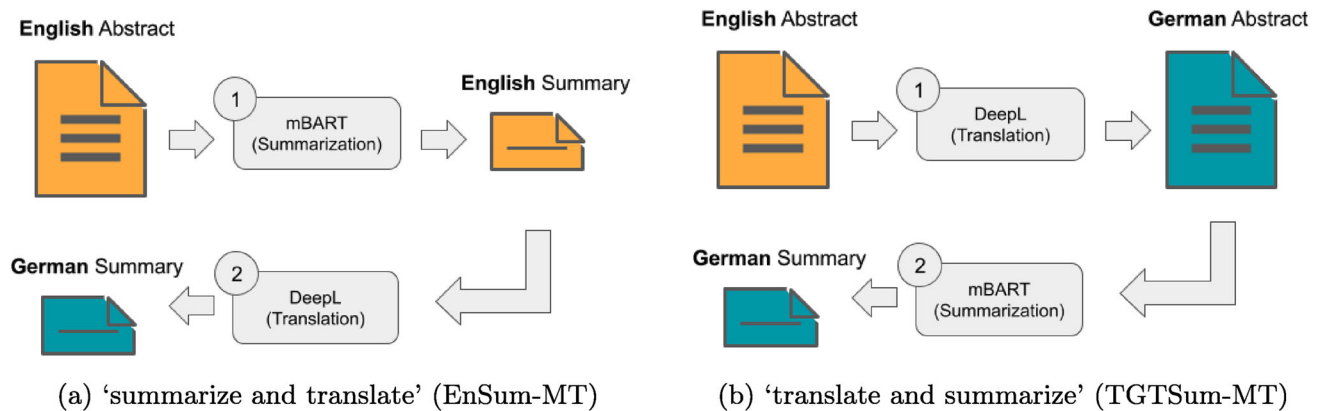 English Abstract
1
mBART
(Summarization)
English Summary
German Summary
2
DeepL
(Translation)
(a) ‘summarize and translate’ (EnSum-MT)
English Abstract
1
DeepL
(Translation)
German Abstract
German Summary
2
mBART
(Summarization)
(b) ‘translate and summarize’ (TGTSum-MT)